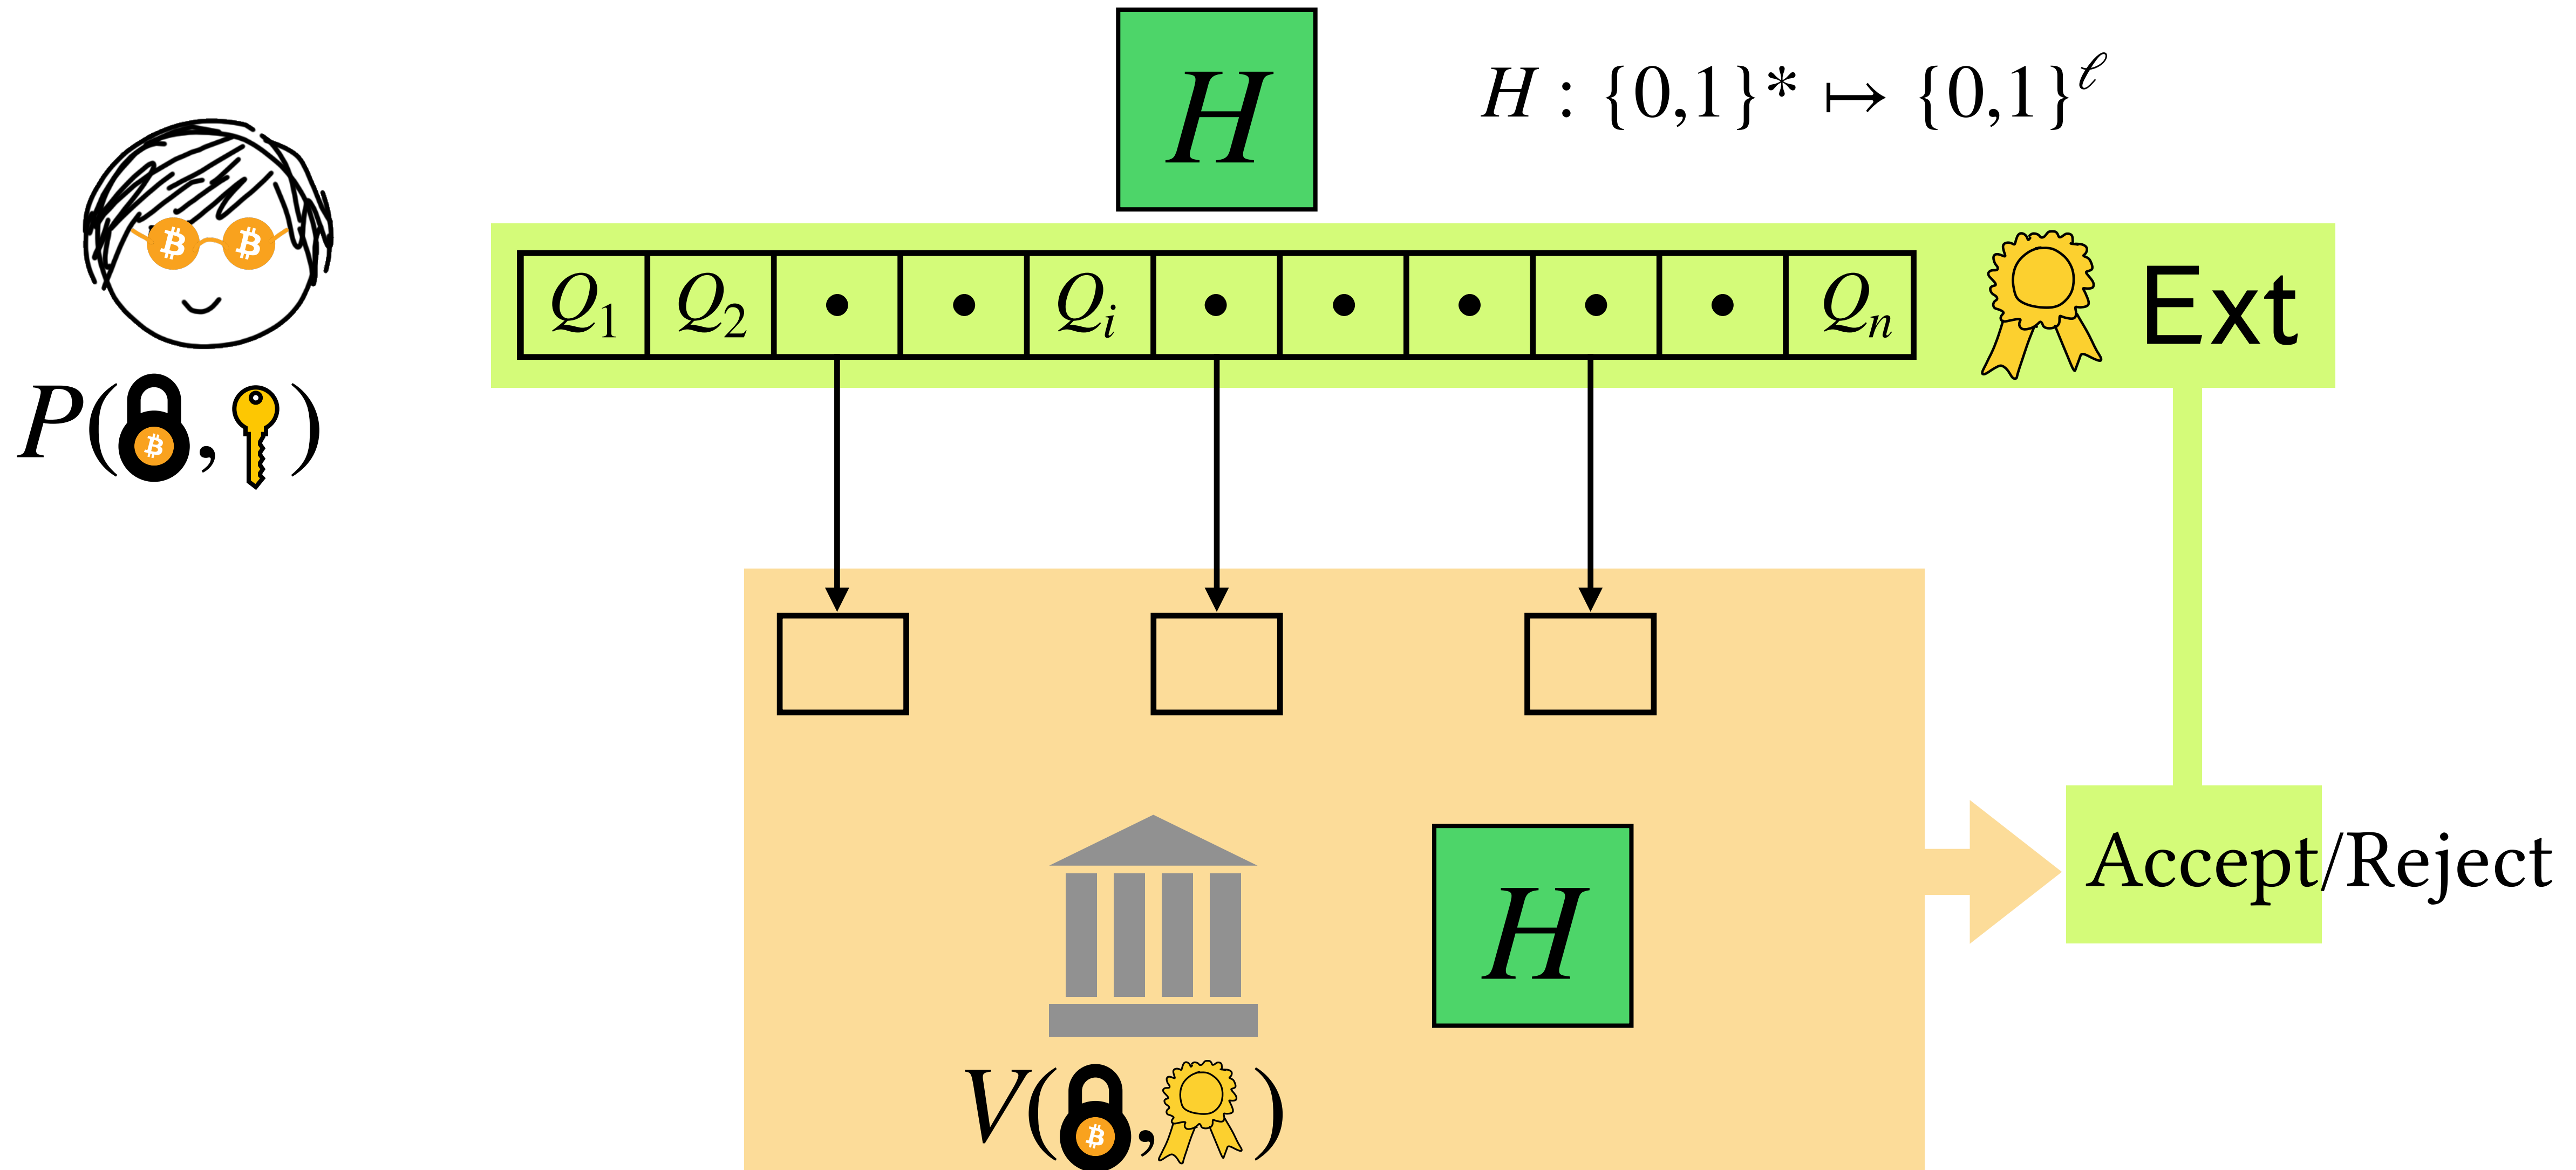 H
H : {0,1}* ↦ {0,1}^ℓ
Q₁ Q₂ • • Qᵢ • • • • • Qₙ
Ext
P( , )
Accept/Reject
H
V( , )